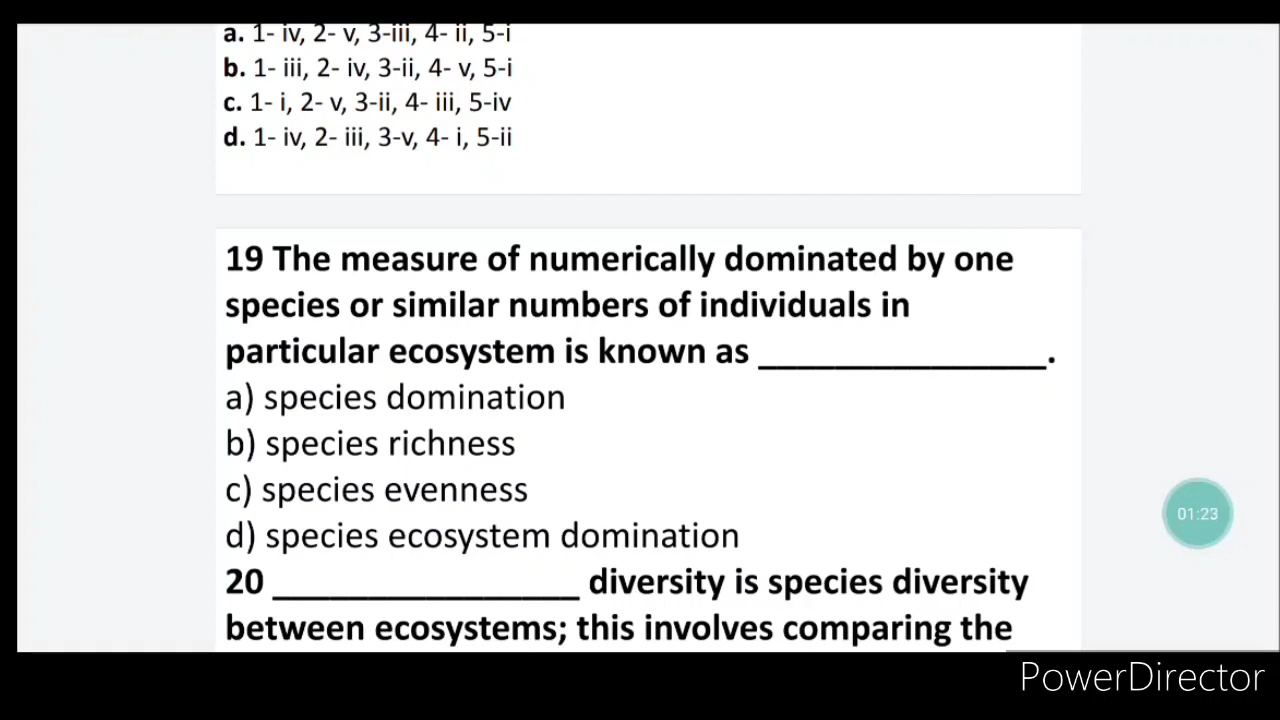 a. 1- iv, 2- v, 3-iii, 4- ii, 5-i
b. 1- iii, 2- iv, 3-ii, 4- v, 5-i
c. 1- i, 2- v, 3-ii, 4- iii, 5-iv
d. 1- iv, 2- iii, 3-v, 4- i, 5-ii
19 The measure of numerically dominated by one
species or similar numbers of individuals in
particular ecosystem is known as _______________.
a) species domination
b) species richness
c) species evenness
d) species ecosystem domination
20 ________________ diversity is species diversity
between ecosystems; this involves comparing the
01:23
PowerDirector